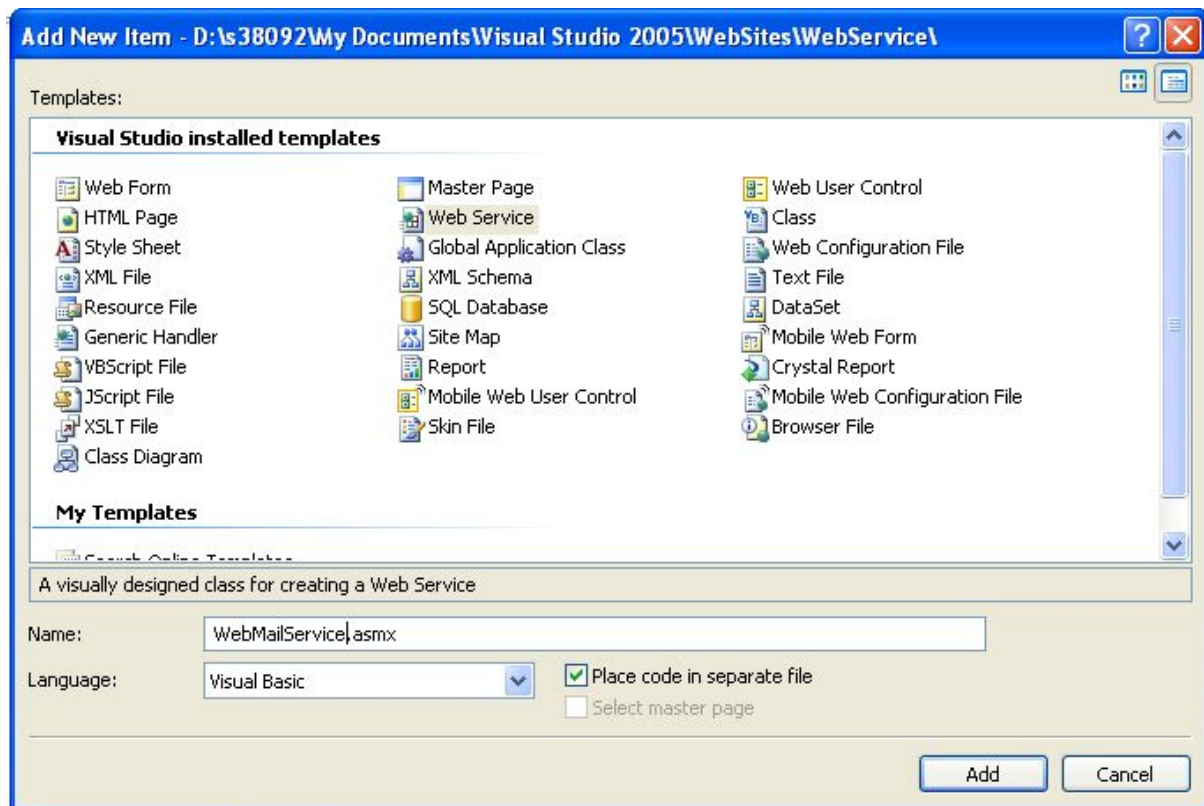 Add New Item - D:\s38092\My Documents\Visual Studio 2005\WebSites\WebService\
Templates:
Visual Studio installed templates
Web Form Master Page Web User Control
HTML Page Web Service Class
Style Sheet Global Application Class Web Configuration File
XML File XML Schema Text File
Resource File SQL Database DataSet
Generic Handler Site Map Mobile Web Form
VBScript File Report Crystal Report
JScript File Mobile Web User Control Mobile Web Configuration File
XSLT File Skin File Browser File
Class Diagram
My Templates
Search Online Templates
A visually designed class for creating a Web Service
Name: WebMailService.asmx
Language: Visual Basic Place code in separate file
Select master page
Add Cancel